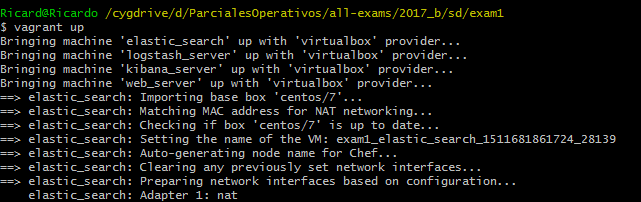 Ricard@Ricardo /cygdrive/d/ParcialesOperativos/all-exams/2017_b/sd/exam1
$ vagrant up
Bringing machine 'elastic_search' up with 'virtualbox' provider...
Bringing machine 'logstash_server' up with 'virtualbox' provider...
Bringing machine 'kibana_server' up with 'virtualbox' provider...
Bringing machine 'web_server' up with 'virtualbox' provider...
==> elastic_search: Importing base box 'centos/7'...
==> elastic_search: Matching MAC address for NAT networking...
==> elastic_search: Checking if box 'centos/7' is up to date...
==> elastic_search: Setting the name of the VM: exam1_elastic_search_1511681861724_28139
==> elastic_search: Auto-generating node name for Chef...
==> elastic_search: Clearing any previously set network interfaces...
==> elastic_search: Preparing network interfaces based on configuration...
    elastic_search: Adapter 1: nat